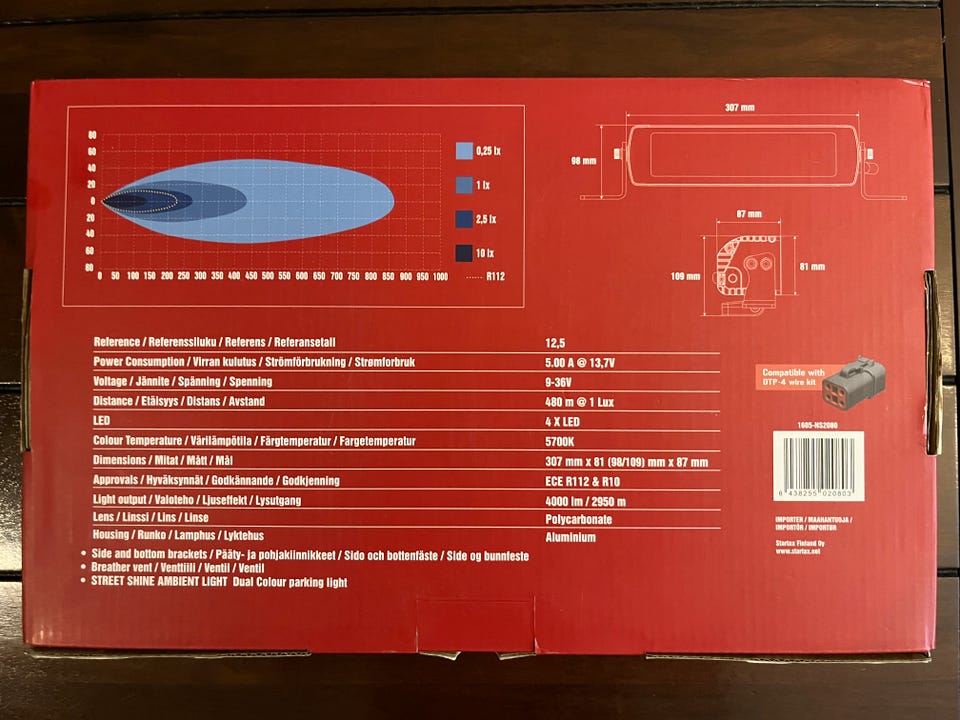 80
60
40
20
0
20
40
60
80
0 50 100 150 200 250 300 350 400 450 500 550 600 650 700 750 800 850 900 950 1000
0,25 lx
1 lx
2,5 lx
10 lx
R112
307 mm
98 mm
87 mm
109 mm
81 mm
Reference / Referenssiluku / Referens / Referansetall 12,5
Power Consumption / Virran kulutus / Strömförbrukning / Strømforbruk 5.00 A @ 13,7V
Voltage / Jännite / Spänning / Spenning 9-36V
Distance / Etäisyys / Distans / Avstand 480 m @ 1 Lux
LED 4 X LED
Colour Temperature / Värilämpötila / Färgtemperatur / Fargetemperatur 5700K
Dimensions / Mitat / Mått / Mål 307 mm x 81 (98/109) mm x 87 mm
Approvals / Hyväksynnät / Godkännande / Godkjenning ECE R112 & R10
Light output / Valoteho / Ljuseffekt / Lysutgang 4000 lm / 2950 m
Lens / Linssi / Lins / Linse Polycarbonate
Housing / Runko / Lamphus / Lyktehus Aluminium
• Side and bottom brackets / Pääty- ja pohjakiinnikkeet / Sido och bottenfäste / Side og bunnfeste
• Breather vent / Venttiili / Ventil / Ventil
• STREET SHINE AMBIENT LIGHT Dual Colour parking light
Compatible with
DTP-4 wire kit
1605-NS2080
6 438255 020803
IMPORTER / MAAHANTUOJA /
IMPORTÖR / IMPORTUR
Starlax Finland Oy
www.starlax.net